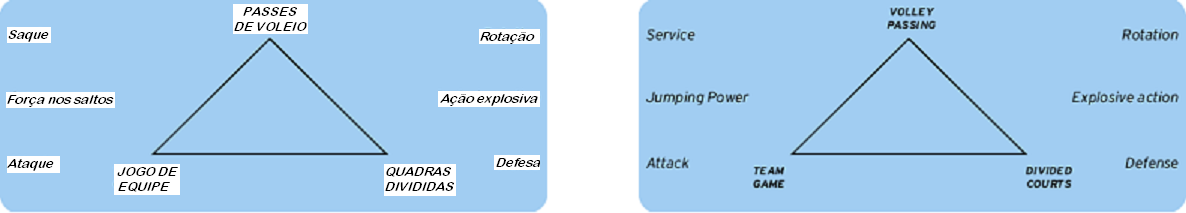 PASSES
DE VOLEIO
Saque
Rotação
Força nos saltos
Ação explosiva
Ataque
Defesa
JOGO DE
EQUIPE
QUADRAS
DIVIDIDAS
VOLLEY
PASSING
Service
Rotation
Jumping Power
Explosive action
Attack
Defense
TEAM
GAME
DIVIDED
COURTS